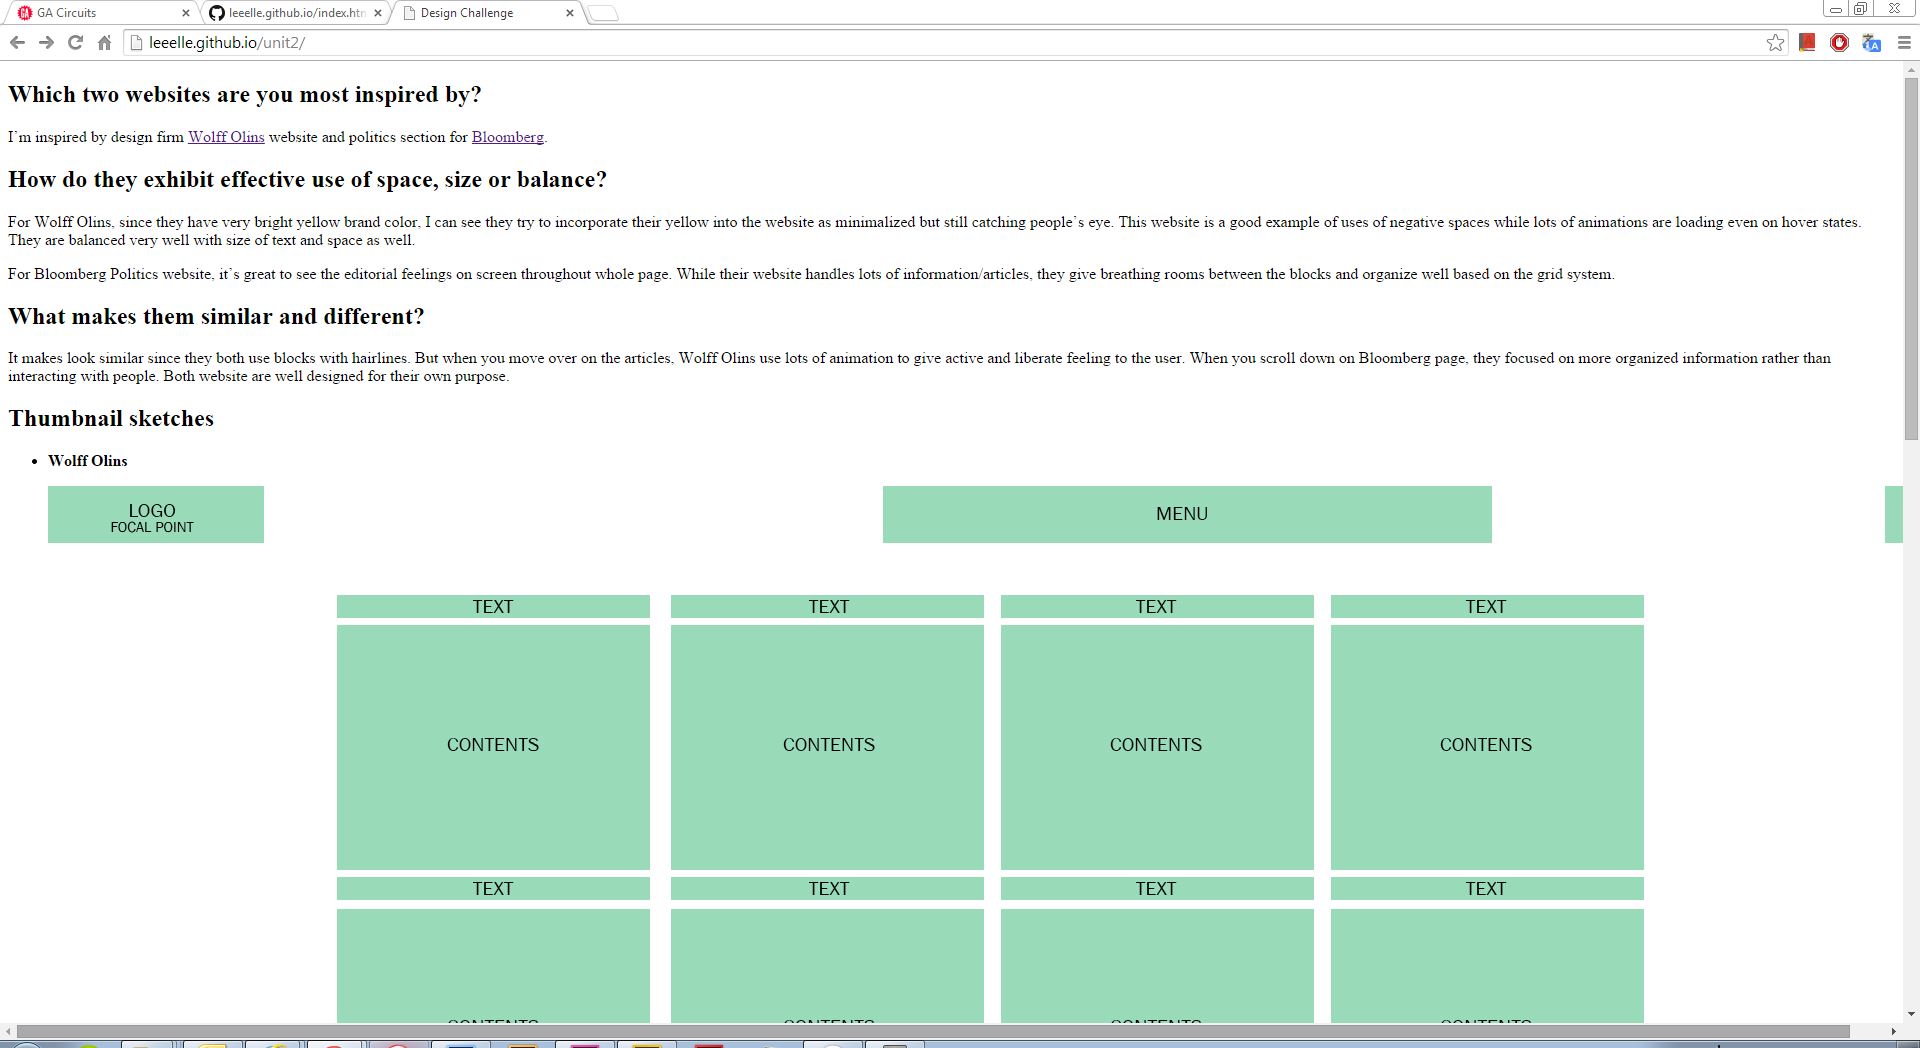 GA Circuits
leeelle.github.io/index.htm
Design Challenge
leeelle.github.io/unit2/
Which two websites are you most inspired by?
I’m inspired by design firm Wolff Olins website and politics section for Bloomberg.
How do they exhibit effective use of space, size or balance?
For Wolff Olins, since they have very bright yellow brand color, I can see they try to incorporate their yellow into the website as minimalized but still catching people’s eye. This website is a good example of uses of negative spaces while lots of animations are loading even on hover states.
They are balanced very well with size of text and space as well.
For Bloomberg Politics website, it’s great to see the editorial feelings on screen throughout whole page. While their website handles lots of information/articles, they give breathing rooms between the blocks and organize well based on the grid system.
What makes them similar and different?
It makes look similar since they both use blocks with hairlines. But when you move over on the articles, Wolff Olins use lots of animation to give active and liberate feeling to the user. When you scroll down on Bloomberg page, they focused on more organized information rather than
interacting with people. Both website are well designed for their own purpose.
Thumbnail sketches
• Wolff Olins
LOGO
FOCAL POINT
MENU
TEXT TEXT TEXT TEXT
CONTENTS CONTENTS CONTENTS CONTENTS
TEXT TEXT TEXT TEXT
CONTENTS CONTENTS CONTENTS CONTENTS